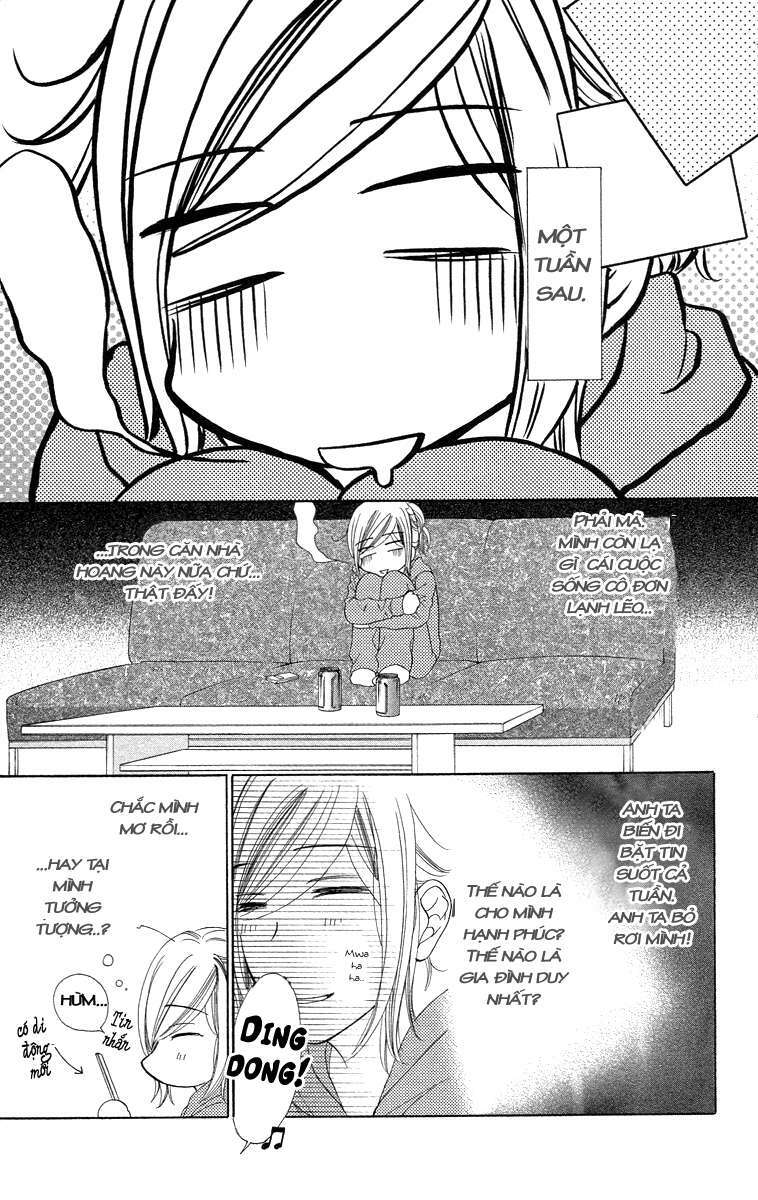 MỘT
TUẦN
SAU.
PHẢI MÀ,
MÌNH CÒN LẠ
GÌ CÁI CUỘC
SỐNG CÔ ĐƠN
LẠNH LẼO...
...TRONG CĂN NHÀ
HOANG NÀY NỮA CHỨ...
THẬT ĐẤY!
ANH TA
BIẾN ĐI
BẶT TIN
SUỐT CẢ
TUẦN.
ANH TA BỎ
RƠI MÌNH!
THẾ NÀO LÀ
CHO MÌNH
HẠNH PHÚC?
THẾ NÀO LÀ
GIA ĐÌNH DUY
NHẤT?
Mwa
ha
ha..
DING
DONG!
CHẮC MÌNH
MƠ RỒI...
...HAY TẠI
MÌNH
TƯỞNG
TƯỢNG..?
HỪM...
Tin
nhắn
có di
động
mới